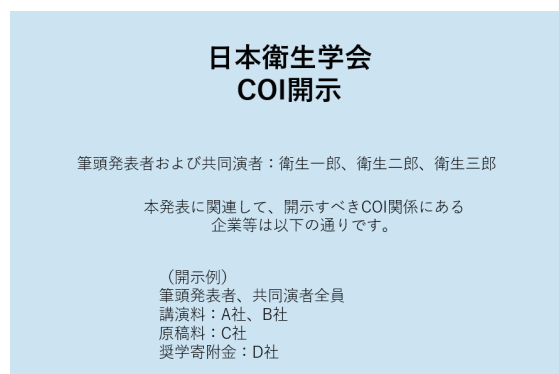 日本衛生学会
COI開示
筆頭発表者および共同演者：衛生一郎、衛生二郎、衛生三郎
本発表に関連して、開示すべきCOI関係にある
企業等は以下の通りです。
（開示例）
筆頭発表者、共同演者全員
講演料：A社、B社
原稿料：C社
奨学寄附金：D社